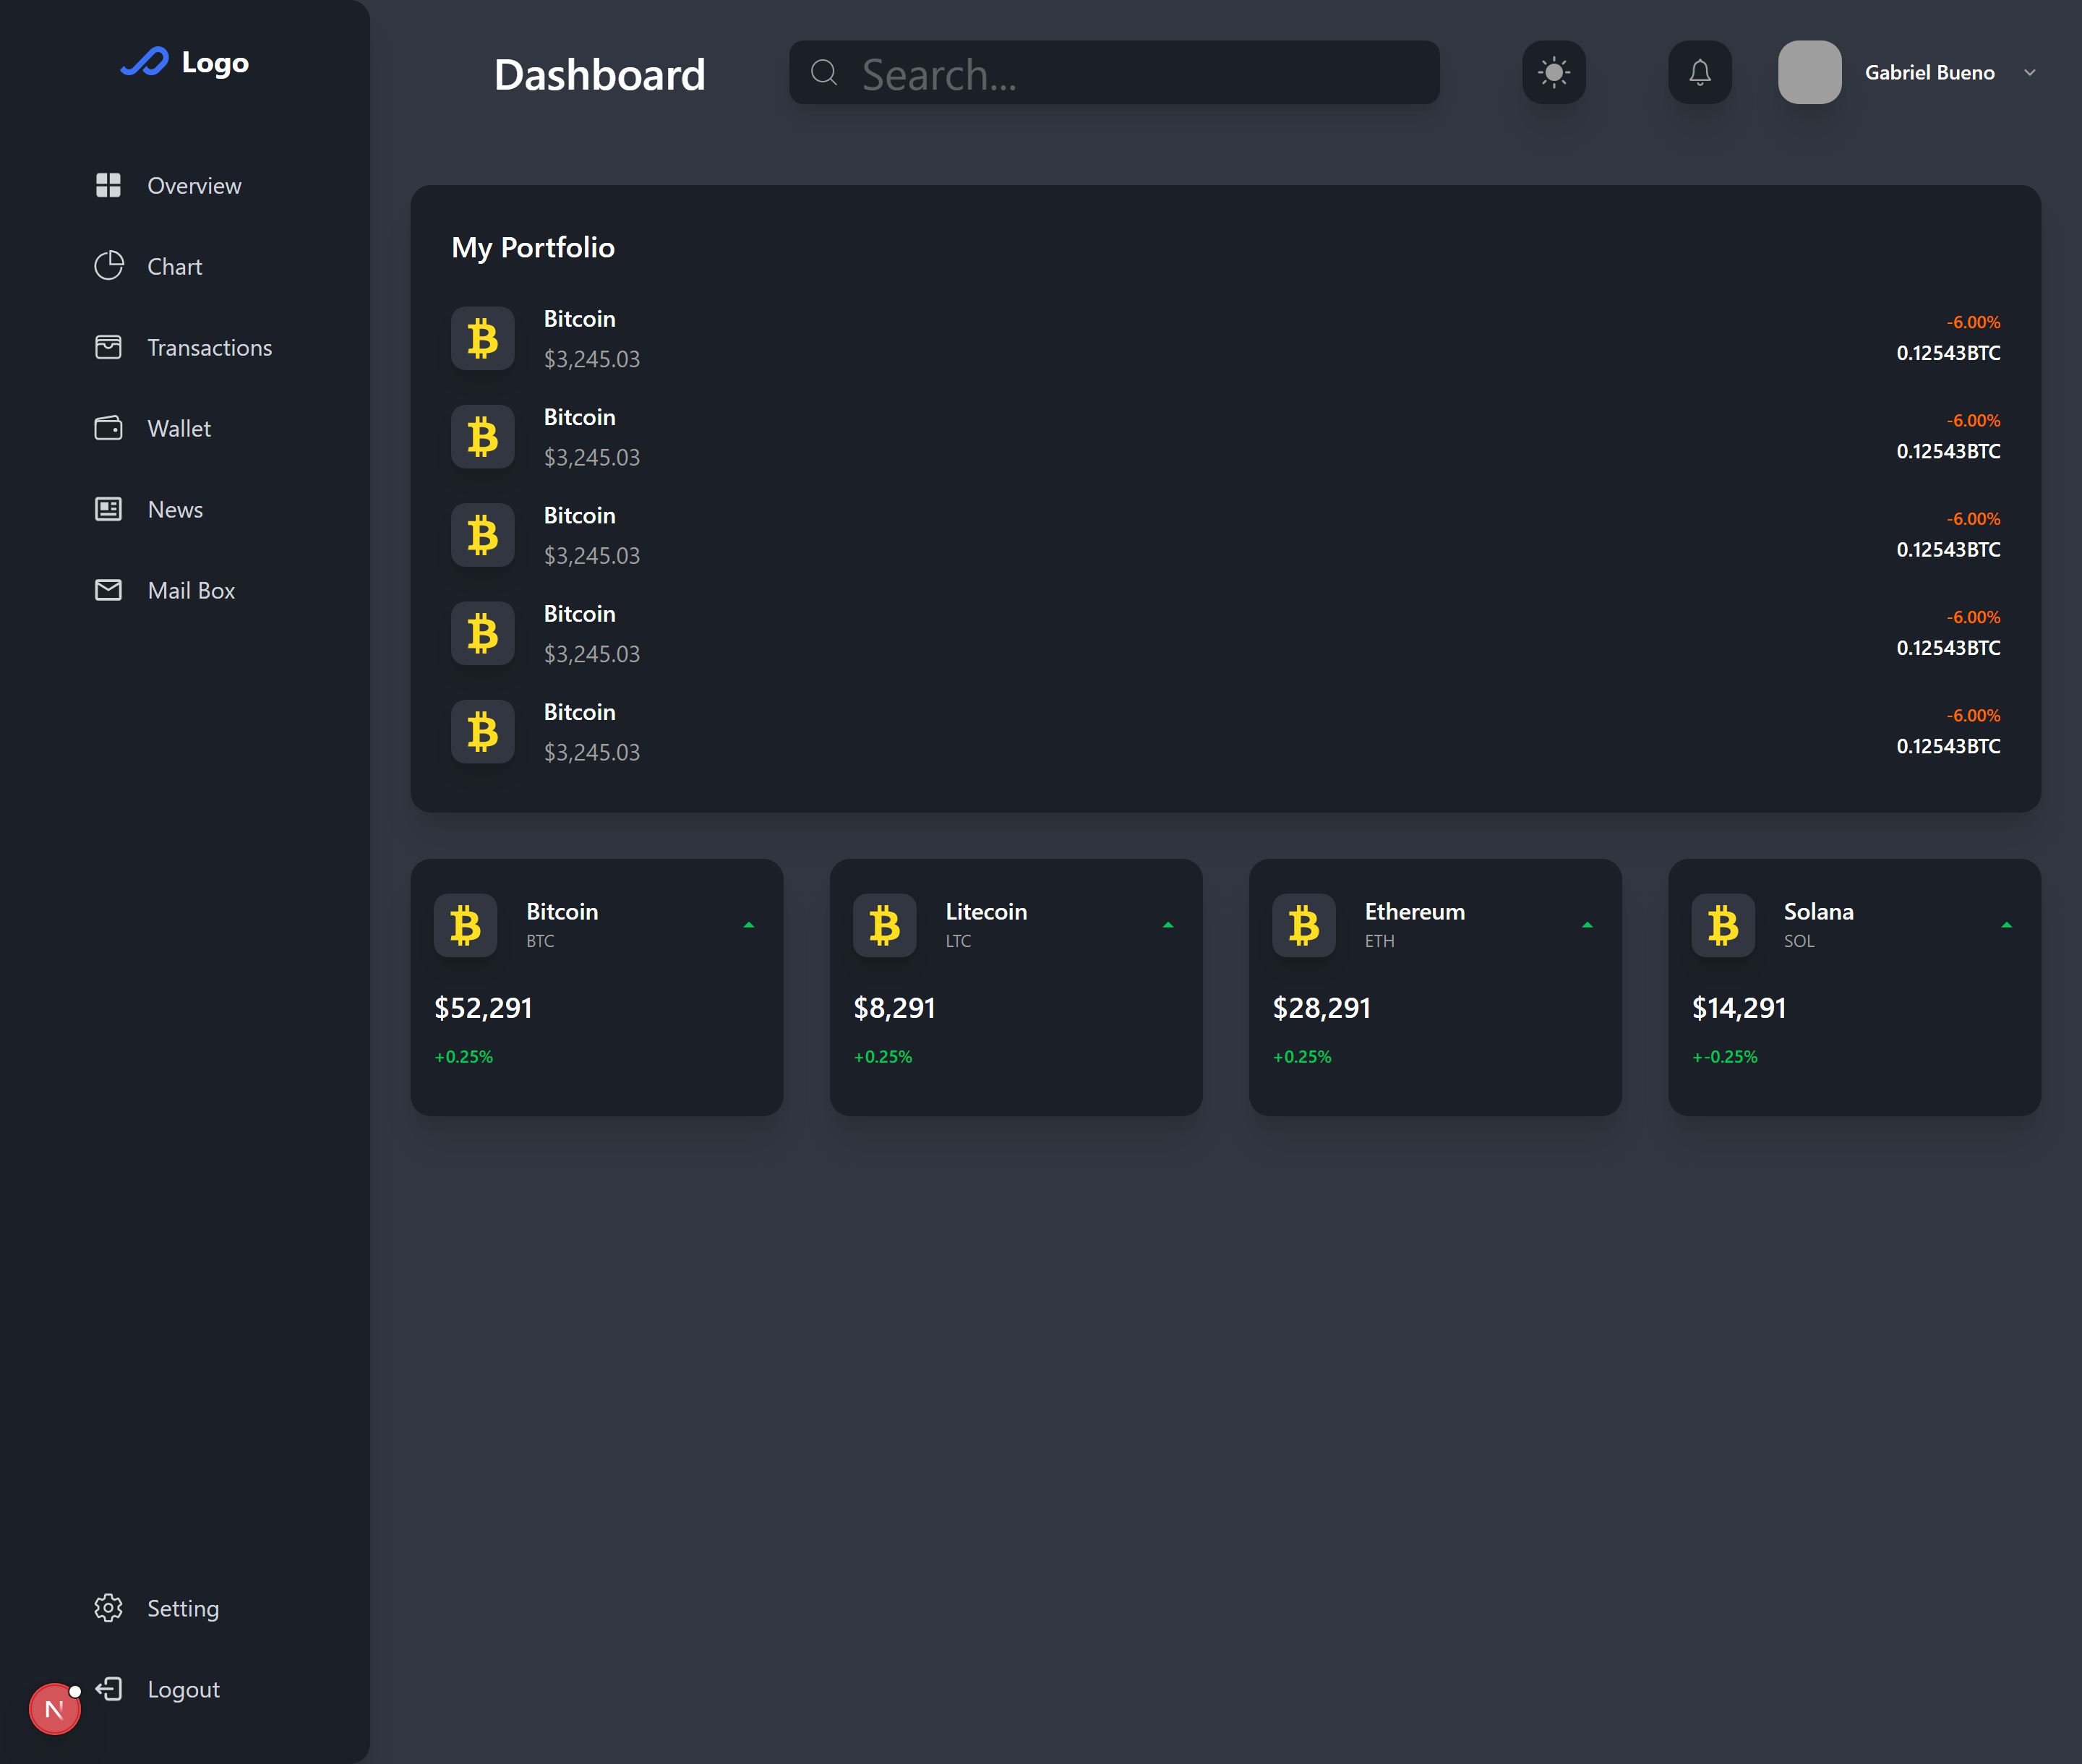 Logo
Overview
Chart
Transactions
Wallet
News
Mail Box
Setting
Logout
N
Dashboard
Search...
Gabriel Bueno
My Portfolio
Bitcoin
$3,245.03
-6.00%
0.12543BTC
Bitcoin
$3,245.03
-6.00%
0.12543BTC
Bitcoin
$3,245.03
-6.00%
0.12543BTC
Bitcoin
$3,245.03
-6.00%
0.12543BTC
Bitcoin
$3,245.03
-6.00%
0.12543BTC
Bitcoin
BTC
$52,291
+0.25%
Litecoin
LTC
$8,291
+0.25%
Ethereum
ETH
$28,291
+0.25%
Solana
SOL
$14,291
+-0.25%